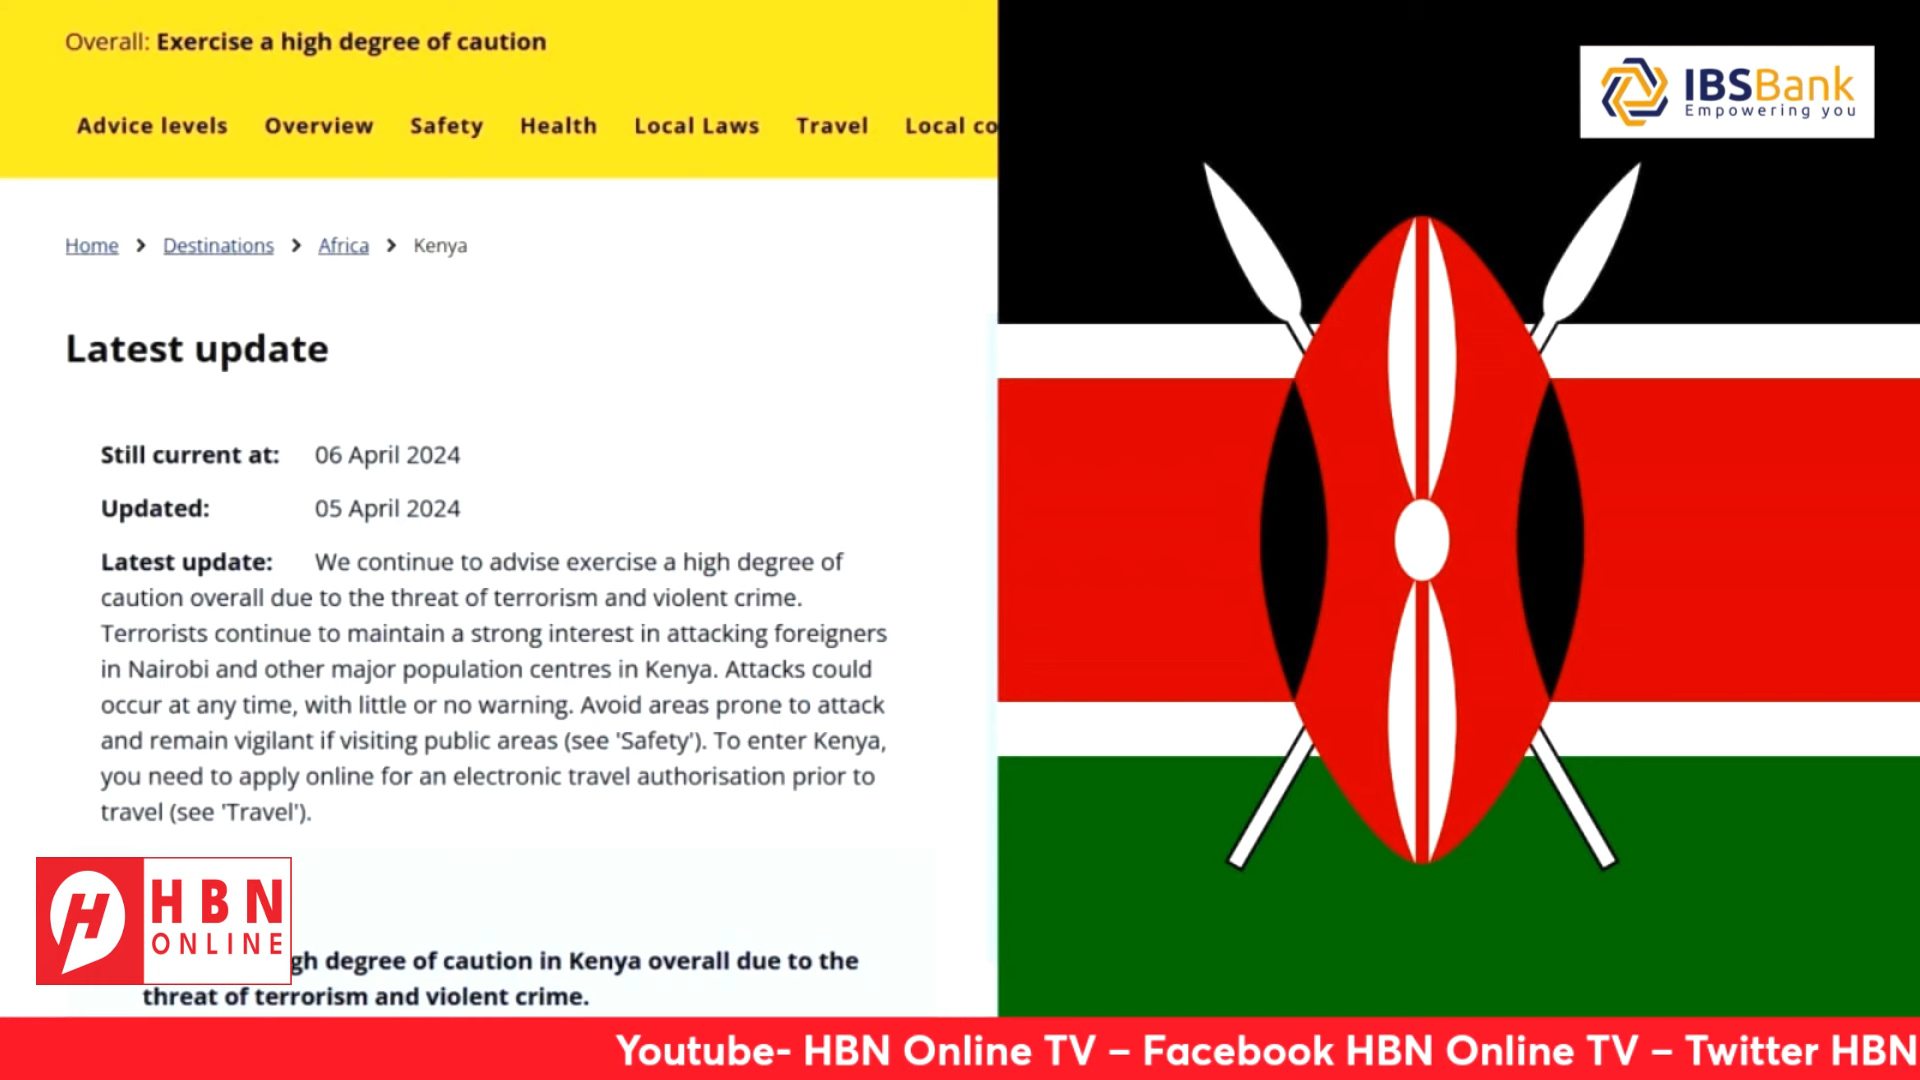 Overall: Exercise a high degree of caution
Advice levels Overview Safety Health Local Laws Travel Local co
IBSBank
Empowering you
Home > Destinations > Africa > Kenya
Latest update
Still current at: 06 April 2024
Updated: 05 April 2024
Latest update: We continue to advise exercise a high degree of
caution overall due to the threat of terrorism and violent crime.
Terrorists continue to maintain a strong interest in attacking foreigners
in Nairobi and other major population centres in Kenya. Attacks could
occur at any time, with little or no warning. Avoid areas prone to attack
and remain vigilant if visiting public areas (see 'Safety'). To enter Kenya,
you need to apply online for an electronic travel authorisation prior to
travel (see 'Travel').
H HBN
ONLINE
gh degree of caution in Kenya overall due to the
threat of terrorism and violent crime.
Youtube- HBN Online TV – Facebook HBN Online TV – Twitter HBN